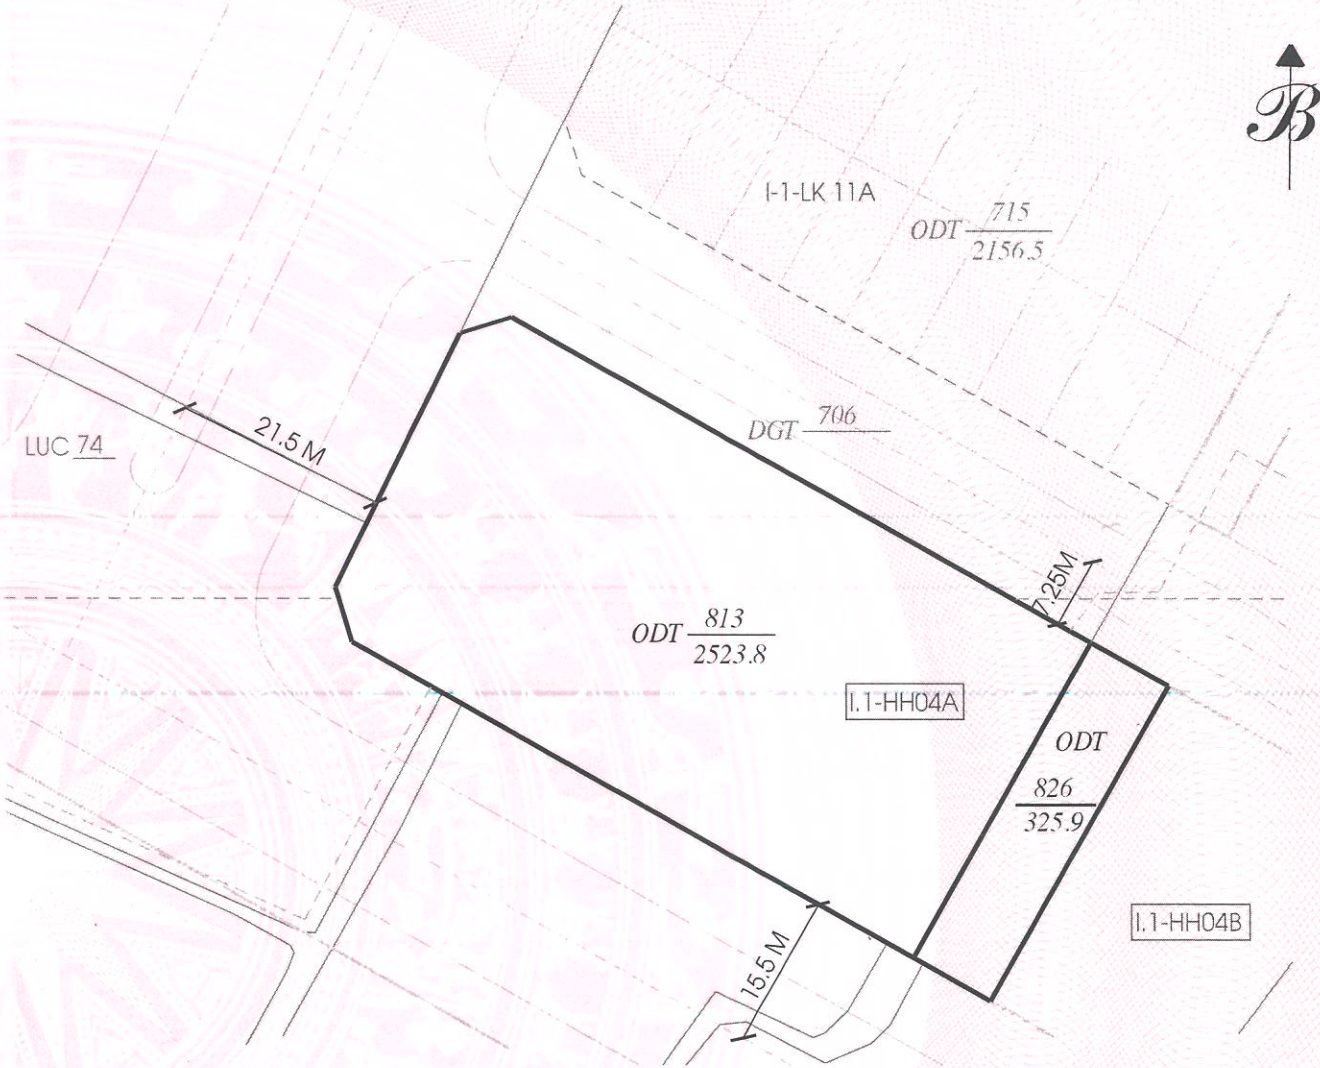 B
I-1-LK 11A
ODT 715
2156.5
21.5 M
LUC 74
DGT 706
7.25M
ODT 813
2523.8
I.1-HH04A
ODT
826
325.9
I.1-HH04B
15.5 M